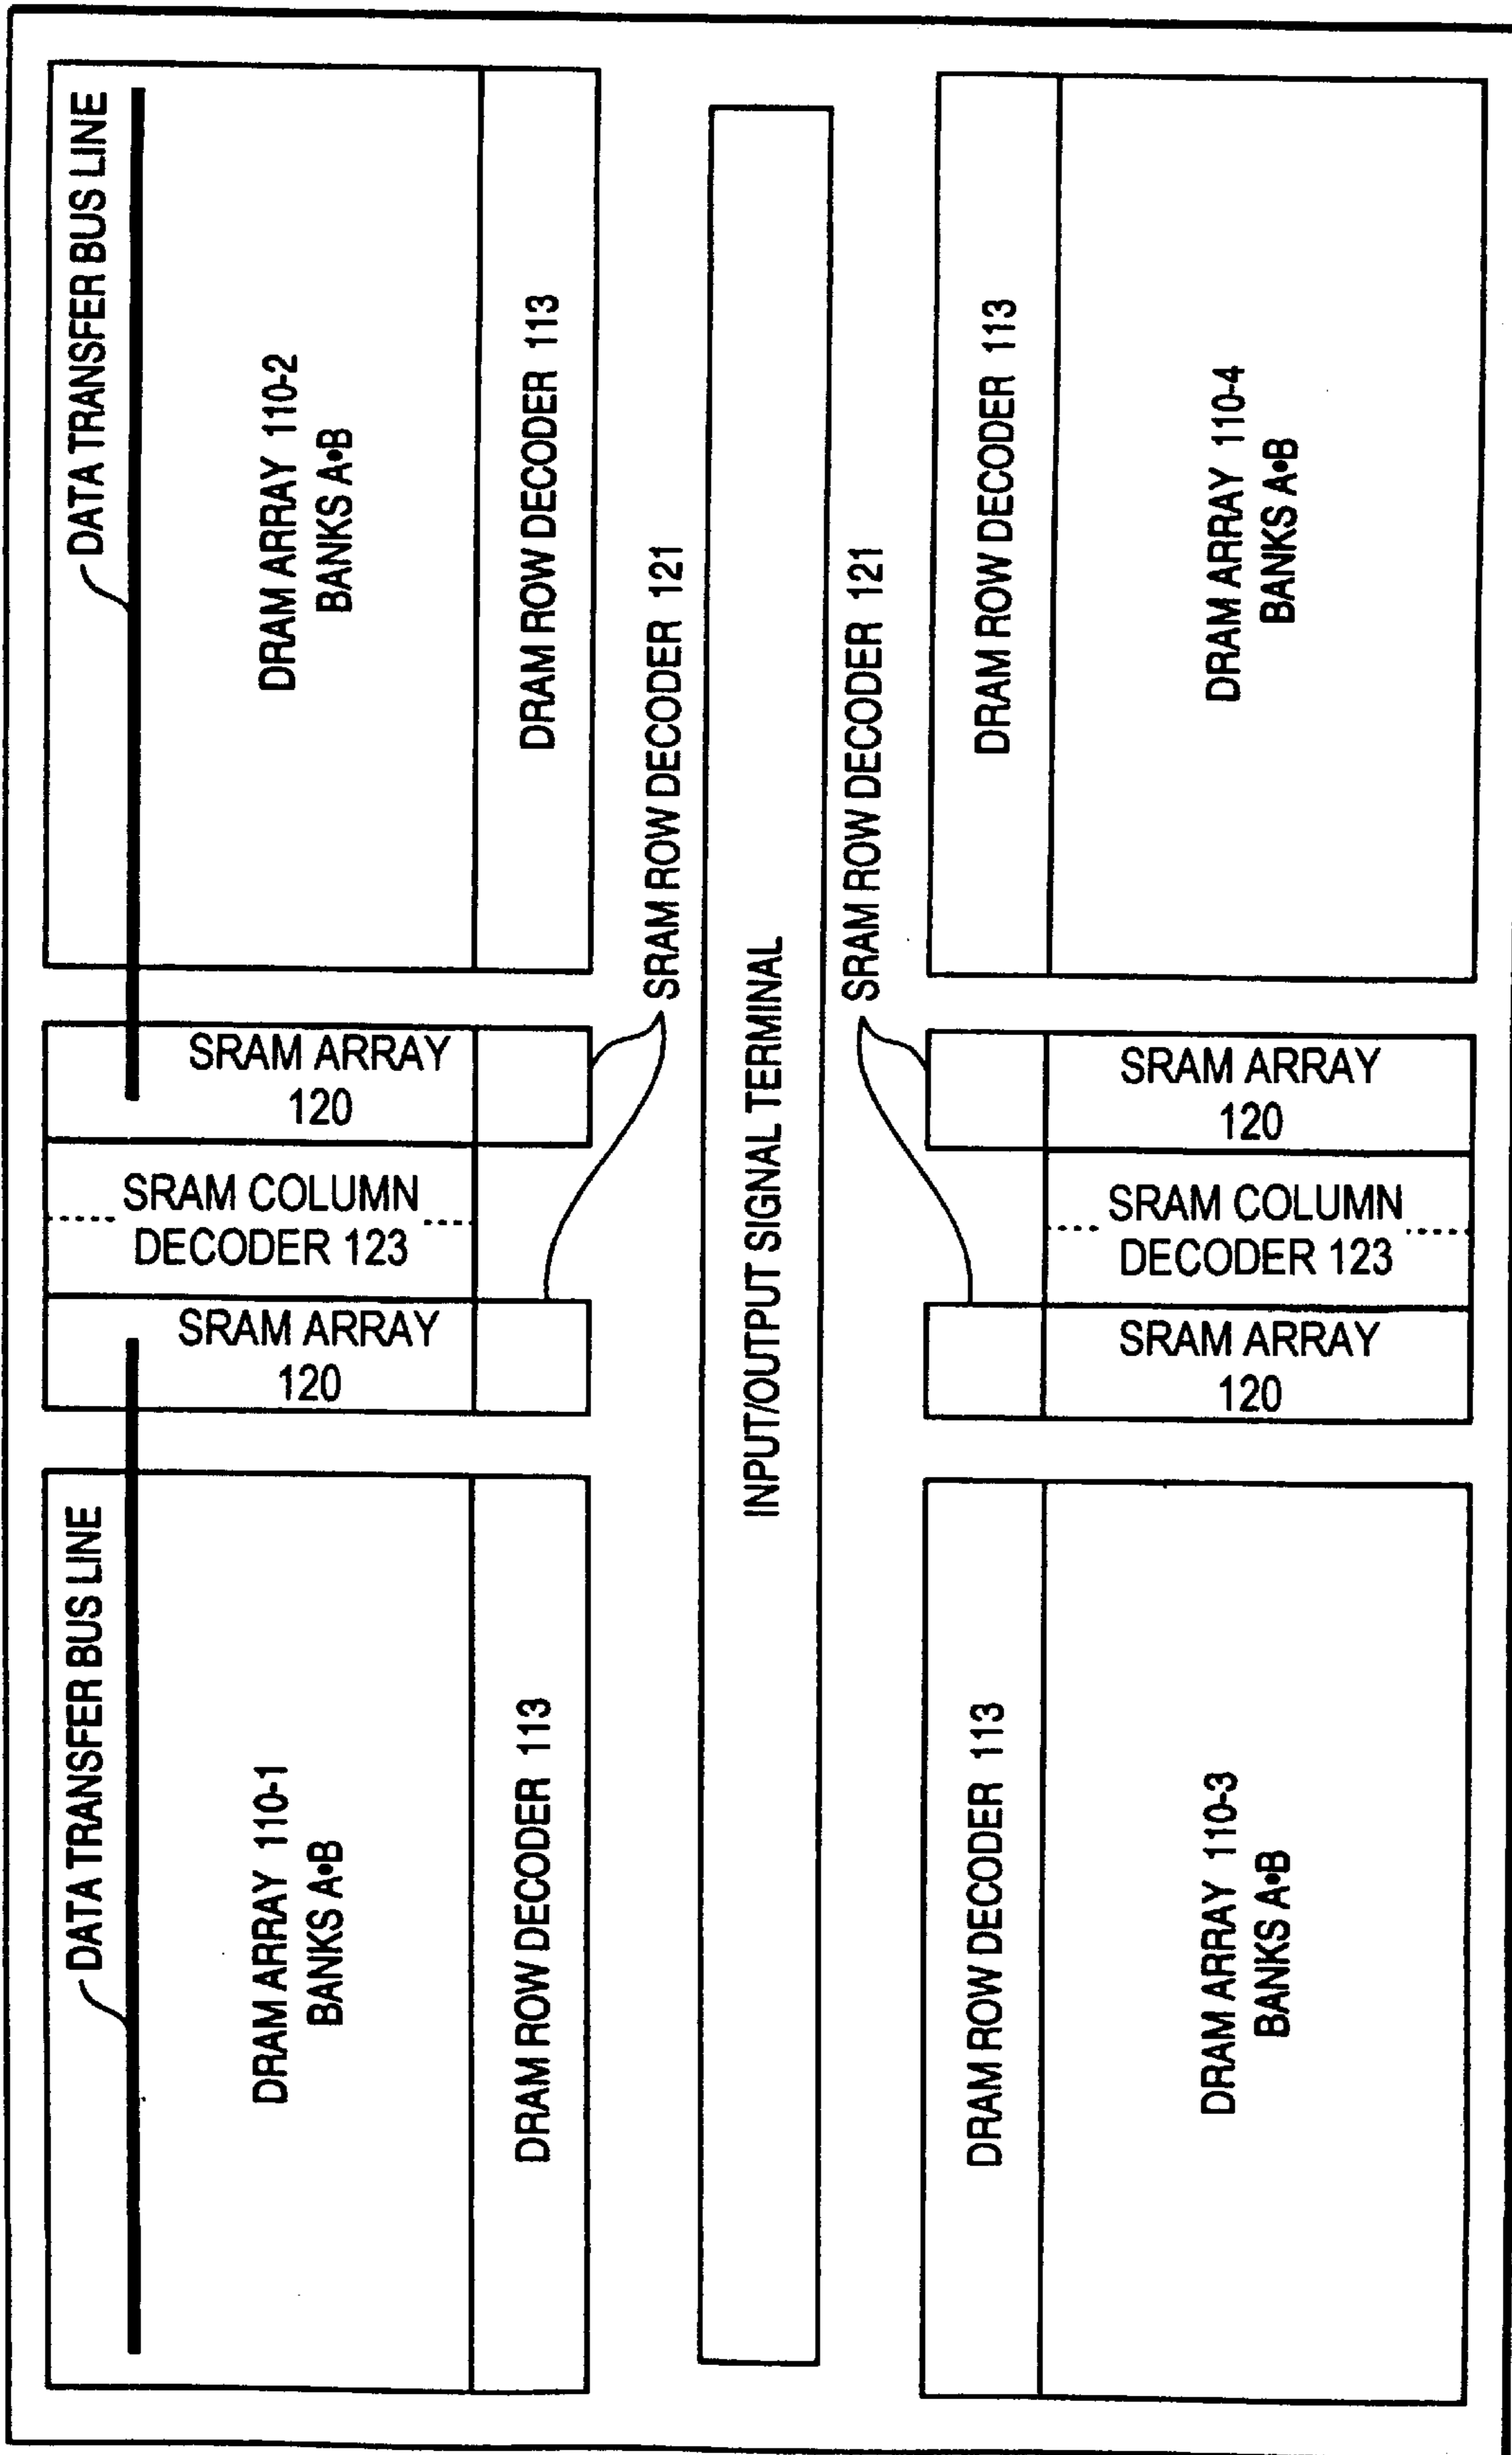 DATA TRANSFER BUS LINE
DRAM ARRAY 110-1
BANKS A•B
DRAM ROW DECODER 113
SRAM ARRAY
120
SRAM COLUMN
DECODER 123
SRAM ARRAY
120
DATA TRANSFER BUS LINE
DRAM ARRAY 110-2
BANKS A•B
DRAM ROW DECODER 113
SRAM ROW DECODER 121
INPUT/OUTPUT SIGNAL TERMINAL
SRAM ROW DECODER 121
DRAM ROW DECODER 113
DRAM ARRAY 110-3
BANKS A•B
SRAM ARRAY
120
SRAM COLUMN
DECODER 123
SRAM ARRAY
120
DRAM ROW DECODER 113
DRAM ARRAY 110-4
BANKS A•B